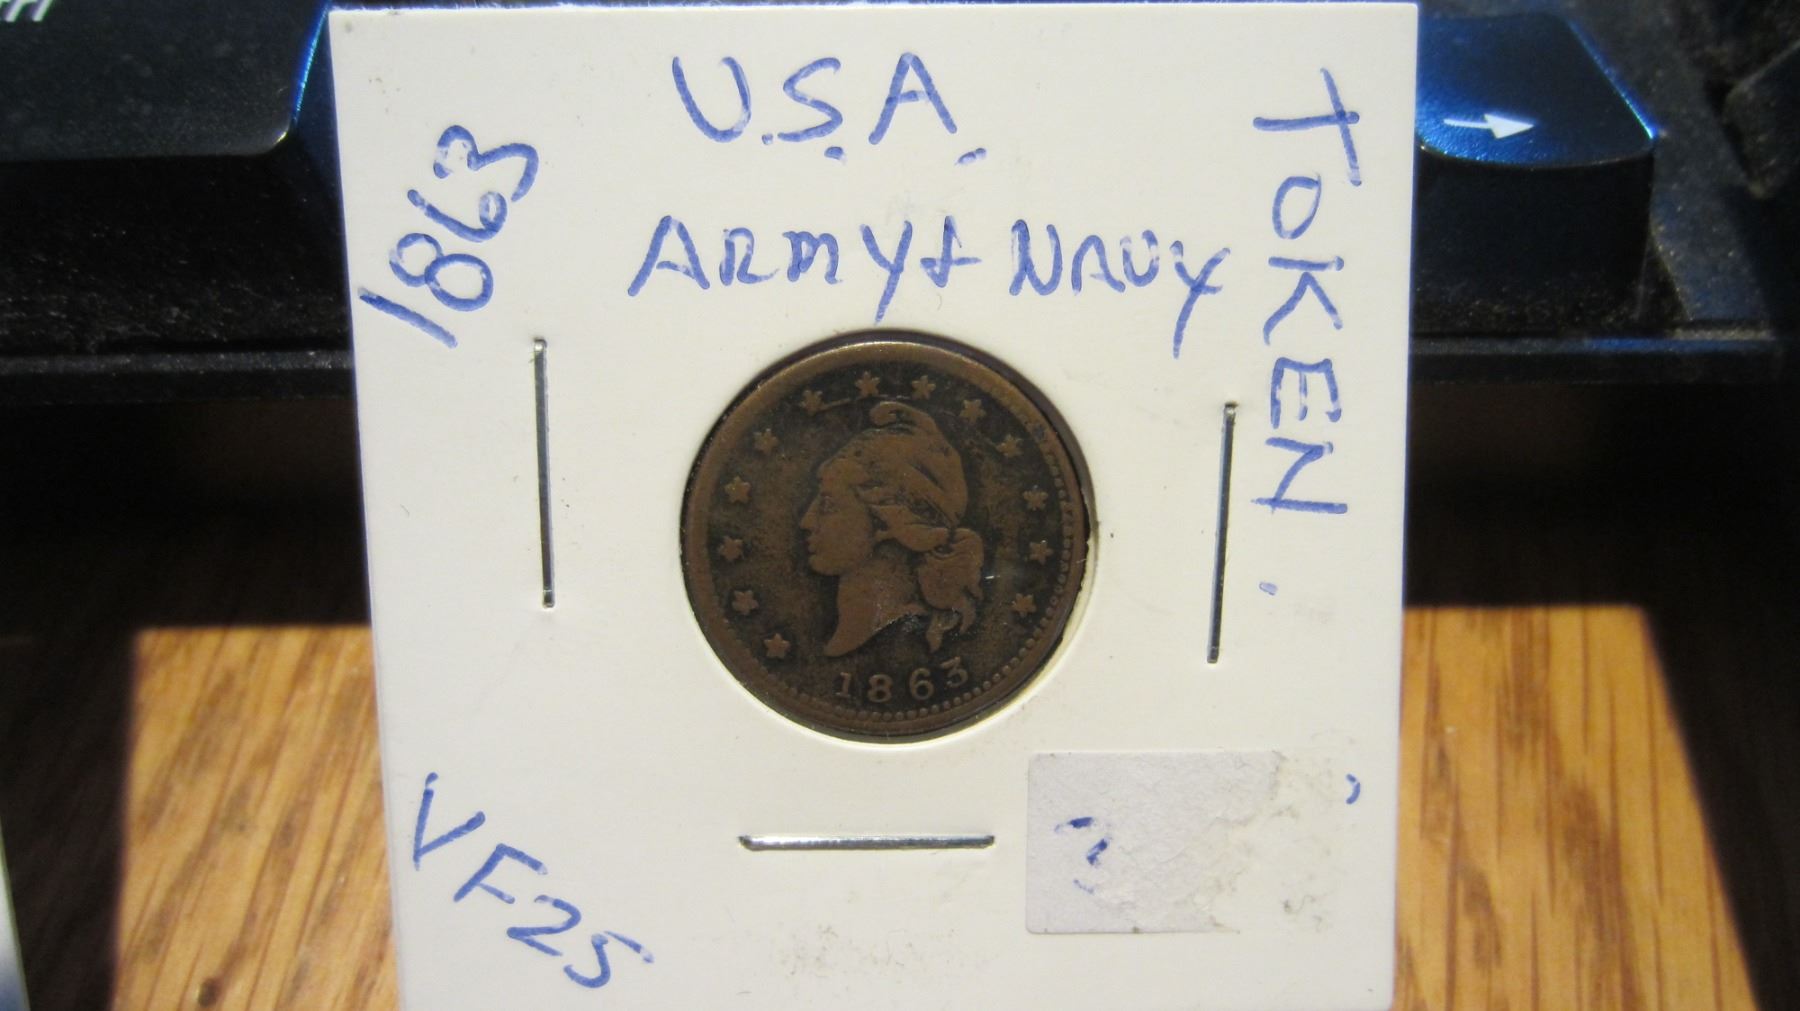 U.S.A.
1863
ARMY + NAVY
TOKEN.
1863
VF25